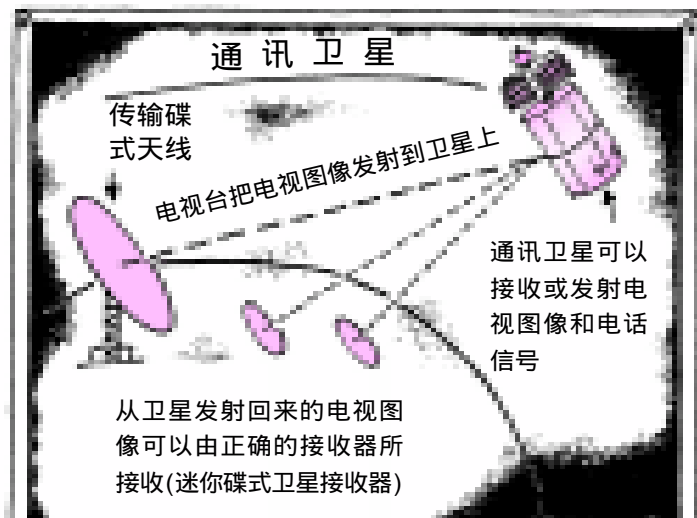 通讯卫星
传输碟
式天线
电视台把电视图像发射到卫星上
通讯卫星可以
接收或发射电
视图像和电话
信号
从卫星发射回来的电视图
像可以由正确的接收器所
接收(迷你碟式卫星接收器)